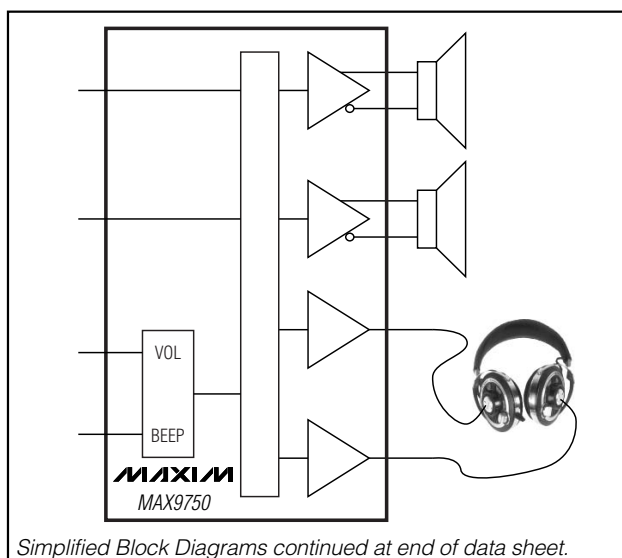 VOL
BEEP
MAXIM
MAX9750
Simplified Block Diagrams continued at end of data sheet.